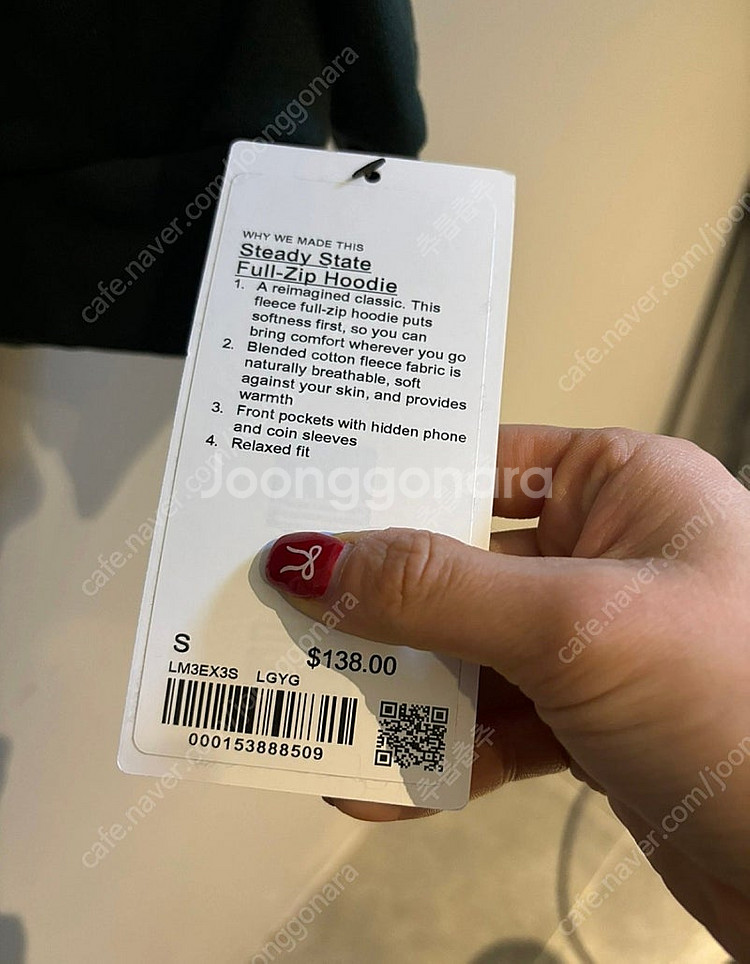 WHY WE MADE THIS
Steady State
Full-Zip Hoodie
1. A reimagined classic. This
fleece full-zip hoodie puts
softness first, so you can
bring comfort wherever you go
2. Blended cotton fleece fabric is
naturally breathable, soft
against your skin, and provides
warmth
3. Front pockets with hidden phone
and coin sleeves
4. Relaxed fit
Joonggonara
S
$138.00
LM3EX3S LGYG
000153888509
cafe.naver.com/Joonggonara